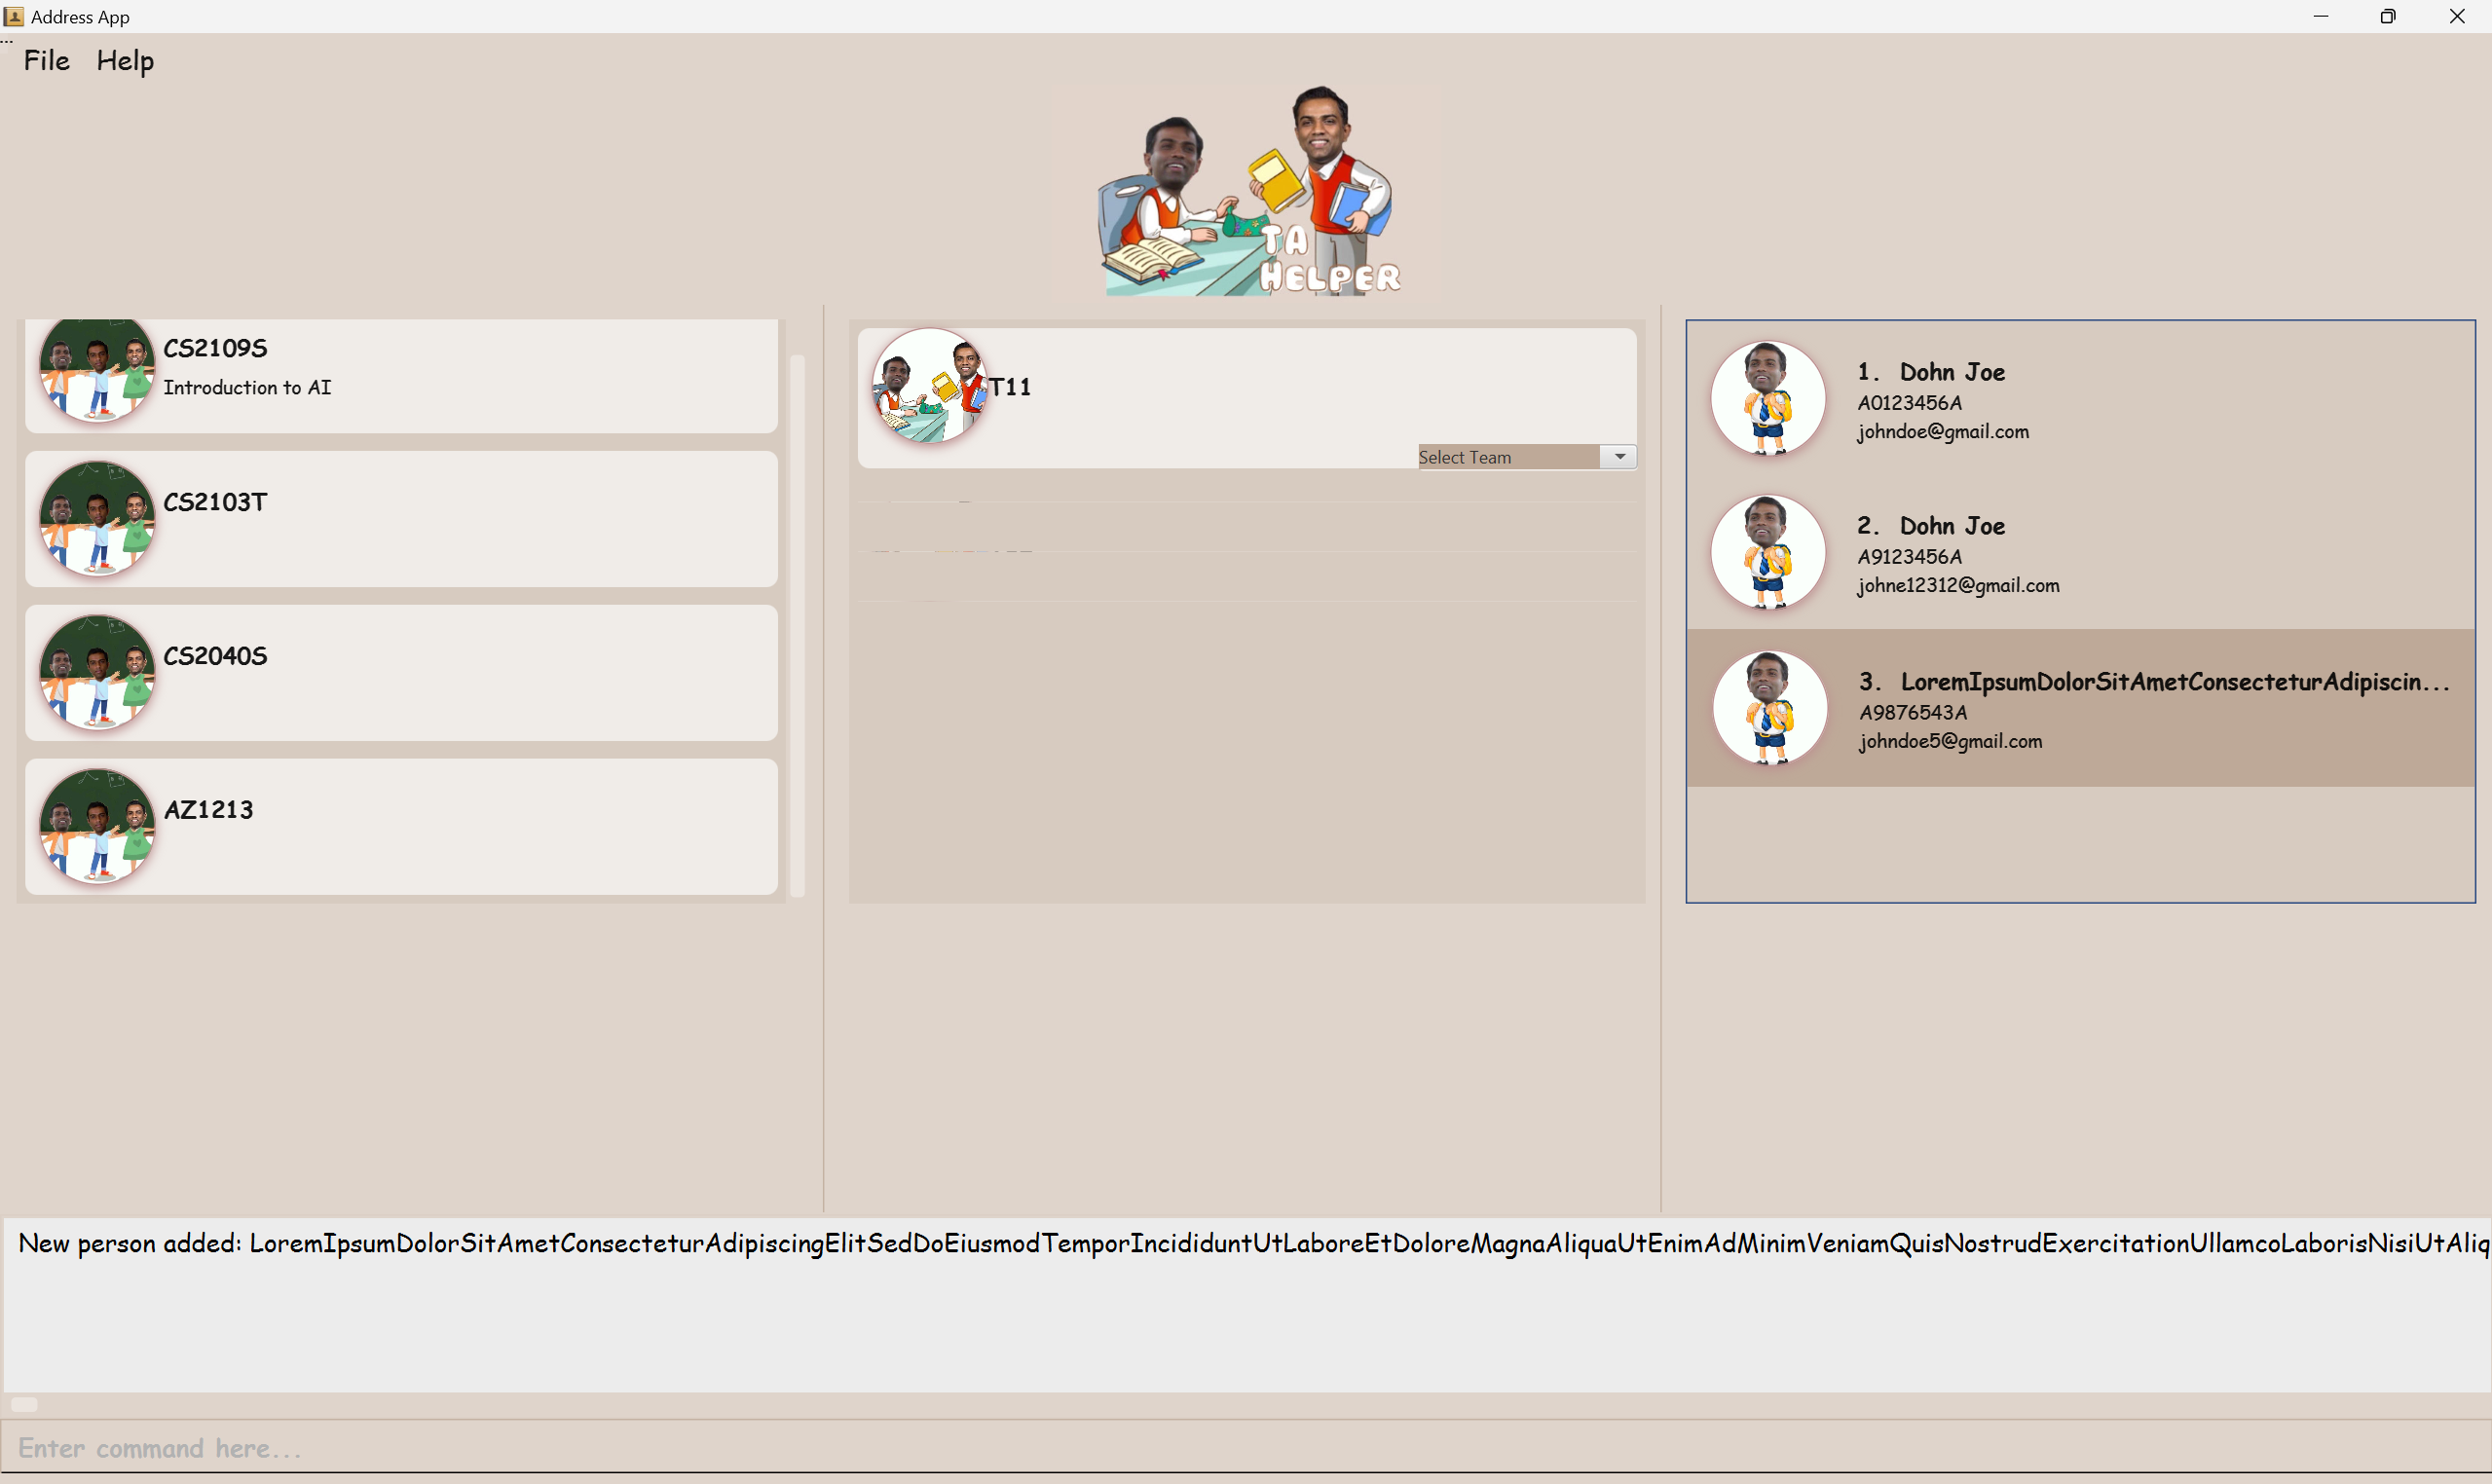 Address App
File Help
TA
HELPER
CS2109S
Introduction to AI
CS2103T
CS2040S
AZ1213
T11
Select Team
1. Dohn Joe
A0123456A
johndoe@gmail.com
2. Dohn Joe
A9123456A
johne12312@gmail.com
3. LoremIpsumDolorSitAmetConsecteturAdipiscin...
A9876543A
johndoe5@gmail.com
New person added: LoremIpsumDolorSitAmetConsecteturAdipiscingElitSedDoEiusmodTemporIncididuntUtLaboreEtDoloreMagnaAliquaUtEnimAdMinimVeniamQuisNostrudExercitationUllamcoLaborisNisiUtAliq
Enter command here...